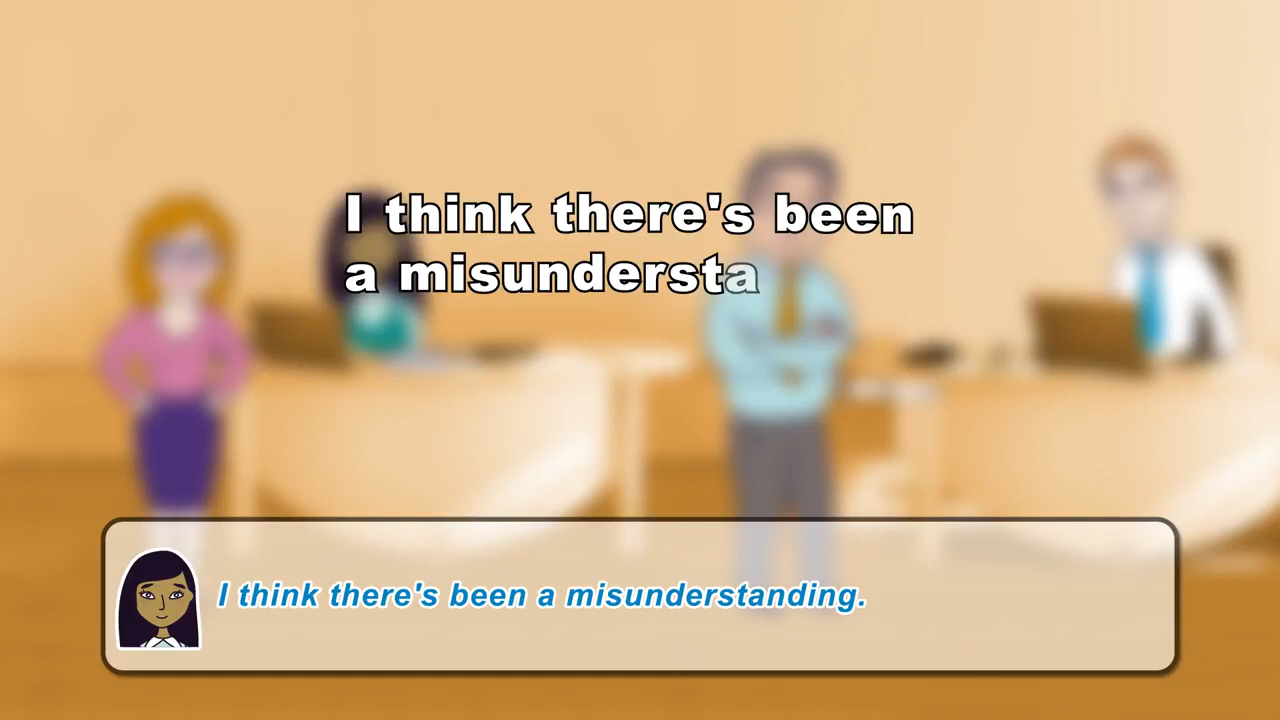 I think there's been
a misundersta
I think there's been a misunderstanding.